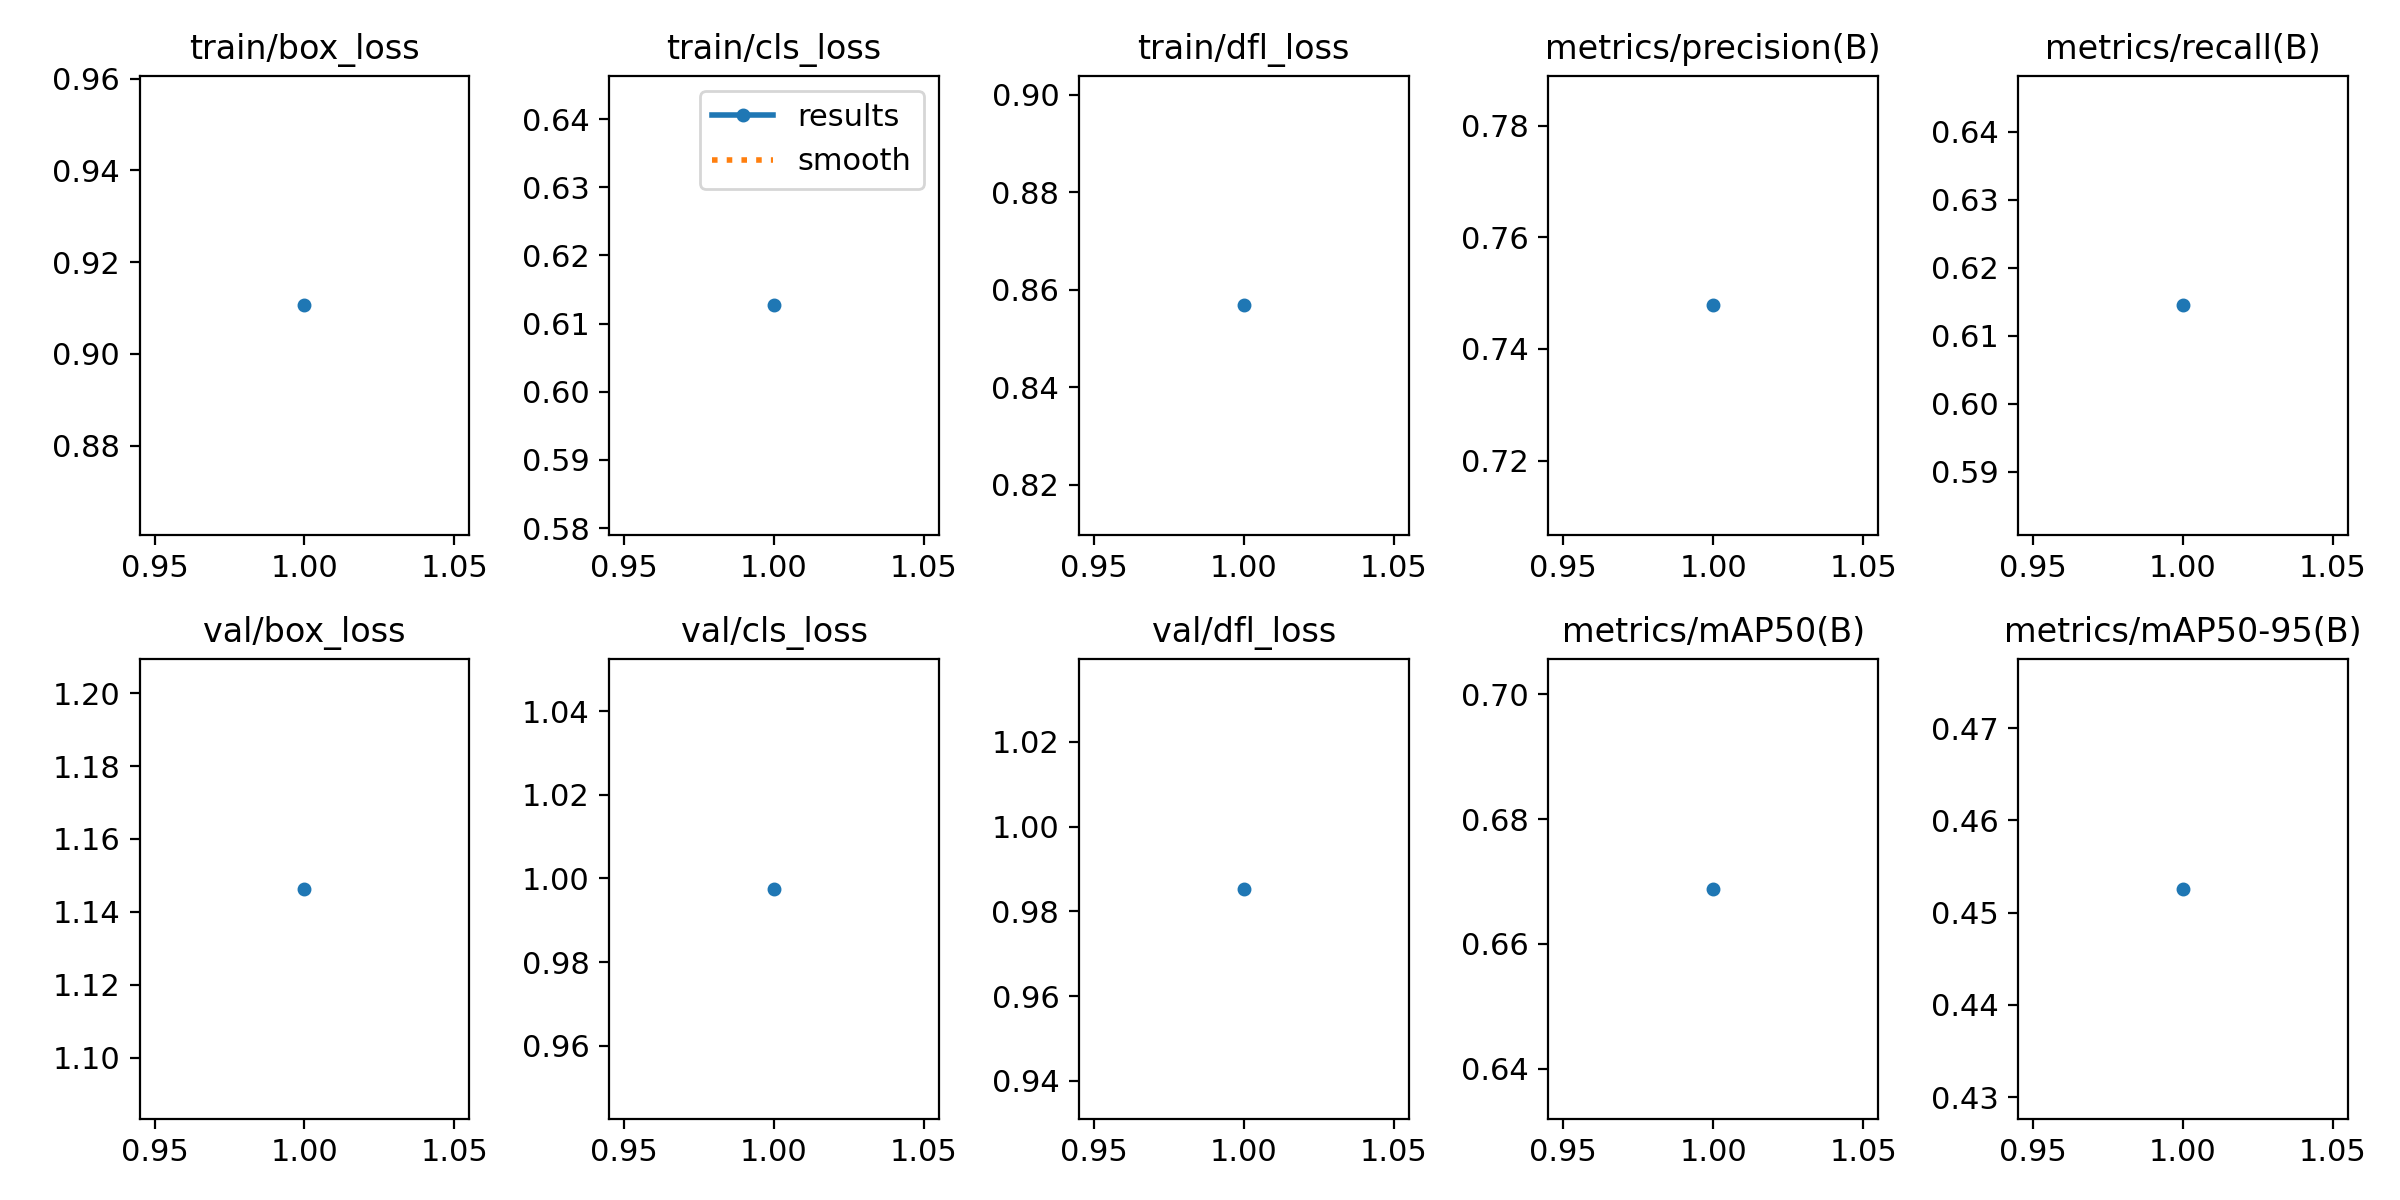 train/box_loss
0.96
0.94
0.92
0.90
0.88
0.95 1.00 1.05
train/cls_loss
results
smooth
0.64
0.63
0.62
0.61
0.60
0.59
0.58
0.95 1.00 1.05
train/dfl_loss
0.90
0.88
0.86
0.84
0.82
0.95 1.00 1.05
metrics/precision(B)
0.78
0.76
0.74
0.72
0.95 1.00 1.05
metrics/recall(B)
0.64
0.63
0.62
0.61
0.60
0.59
0.95 1.00 1.05
val/box_loss
1.20
1.18
1.16
1.14
1.12
1.10
0.95 1.00 1.05
val/cls_loss
1.04
1.02
1.00
0.98
0.96
0.95 1.00 1.05
val/dfl_loss
1.02
1.00
0.98
0.96
0.94
0.95 1.00 1.05
metrics/mAP50(B)
0.70
0.68
0.66
0.64
0.95 1.00 1.05
metrics/mAP50-95(B)
0.47
0.46
0.45
0.44
0.43
0.95 1.00 1.05